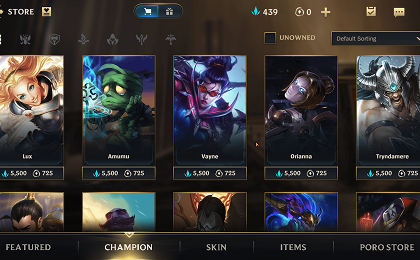 STORE
439
0
UNOWNED
Default Sorting
Lux
Amumu
Vayne
Orianna
Tryndamere
5,500 725
5,500 725
5,500 725
5,500 725
5,500 725
FEATURED
CHAMPION
SKIN
ITEMS
PORO STORE